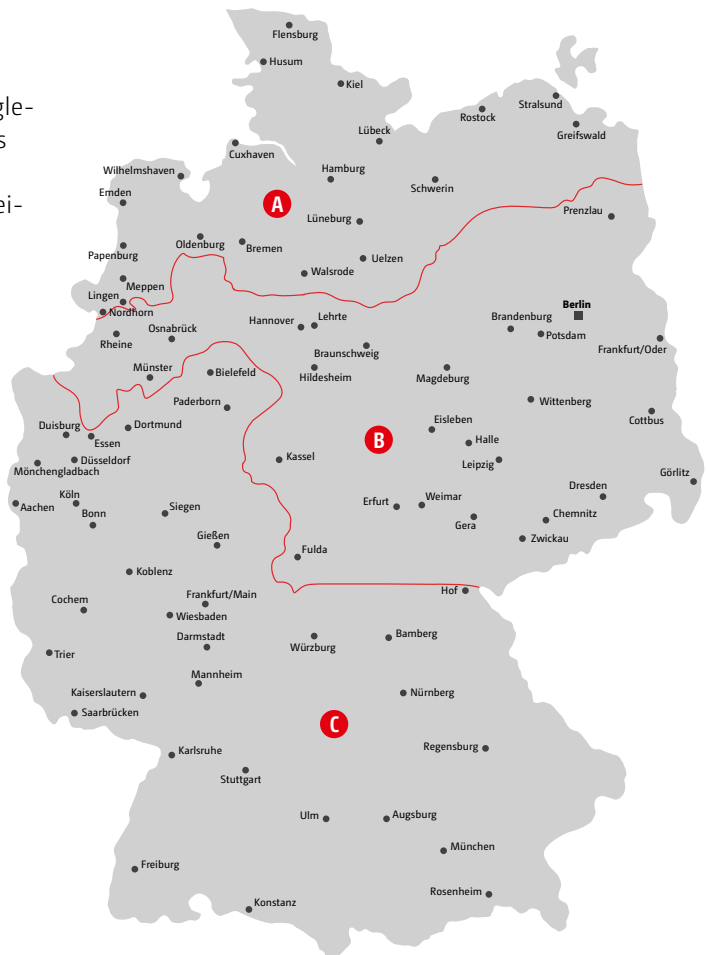 gle-
s
ei-
Flensburg
Husum
Kiel
Stralsund
Rostock
Greifswald
Lübeck
Cuxhaven
Hamburg
Wilhelmshaven
Schwerin
Emden
A
Prenzlau
Lüneburg
Oldenburg
Bremen
Papenburg
Uelzen
Walsrode
Meppen
Lingen
Nordhorn
Berlin
Lehrte
Brandenburg
Hannover
Osnabrück
Potsdam
Rheine
Braunschweig
Frankfurt/Oder
Münster
Bielefeld
Hildesheim
Magdeburg
Paderborn
Wittenberg
Cottbus
Eisleben
Duisburg
Dortmund
Essen
B
Halle
Kassel
Düsseldorf
Leipzig
Mönchengladbach
Görlitz
Dresden
Köln
Weimar
Erfurt
Aachen
Siegen
Bonn
Chemnitz
Gera
Gießen
Zwickau
Fulda
Koblenz
Hof
Frankfurt/Main
Cochem
Wiesbaden
Darmstadt
Bamberg
Würzburg
Trier
Mannheim
Kaiserslautern
Nürnberg
Saarbrücken
C
Karlsruhe
Regensburg
Stuttgart
Ulm
Augsburg
München
Freiburg
Rosenheim
Konstanz